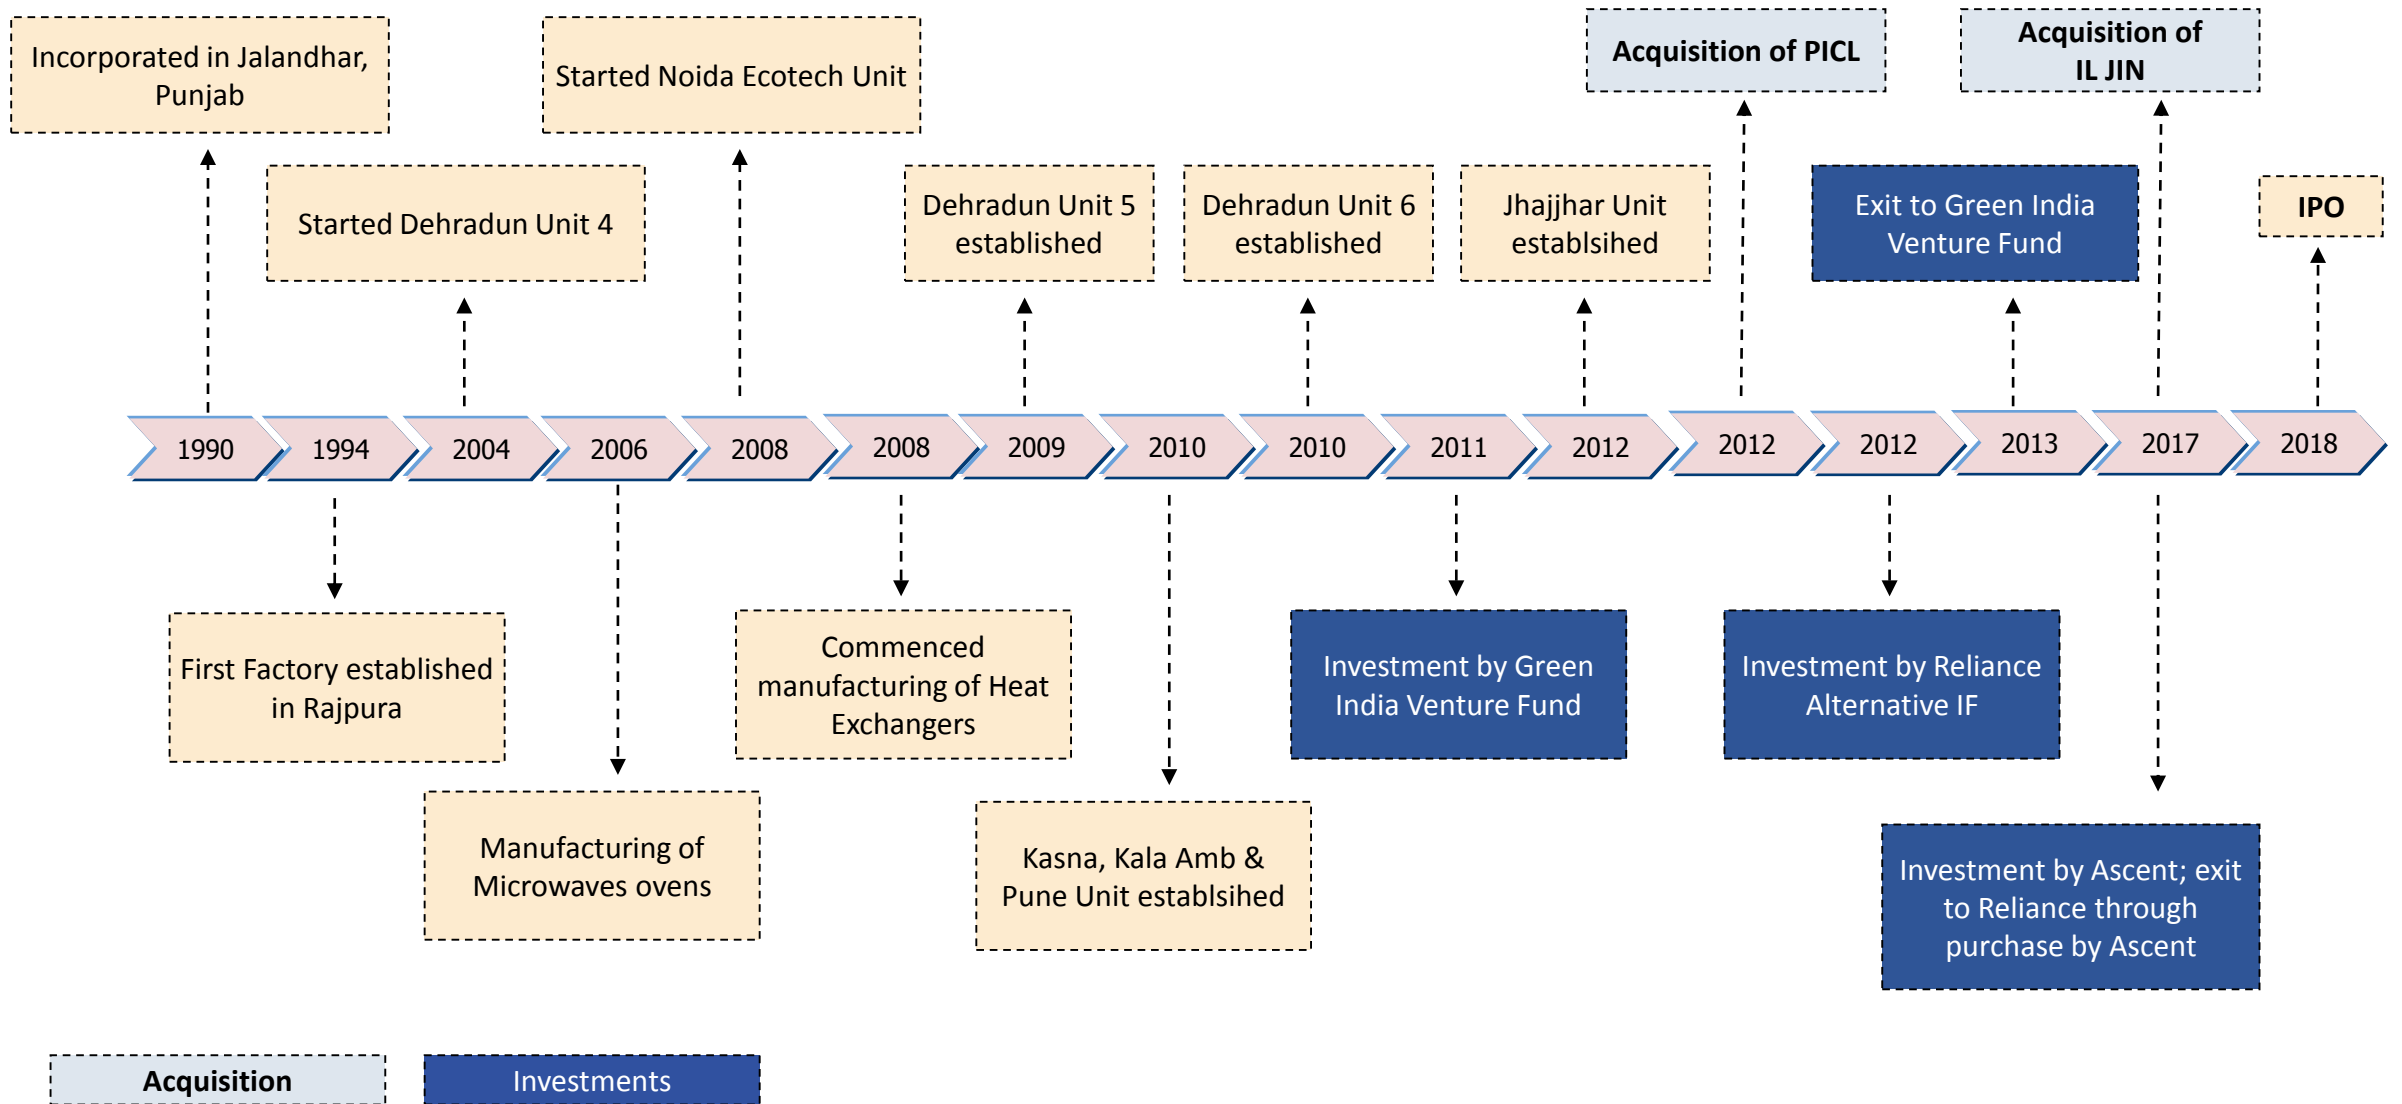 Incorporated in Jalandhar,
Punjab
Started Noida Ecotech Unit
Acquisition of PICL
Acquisition of
IL JIN
Started Dehradun Unit 4
Dehradun Unit 5
established
Dehradun Unit 6
established
Jhajjhar Unit
establsihed
Exit to Green India
Venture Fund
IPO
1990
1994
2004
2006
2008
2008
2009
2010
2010
2011
2012
2012
2012
2013
2017
2018
First Factory established
in Rajpura
Commenced
manufacturing of Heat
Exchangers
Investment by Green
India Venture Fund
Investment by Reliance
Alternative IF
Manufacturing of
Microwaves ovens
Kasna, Kala Amb &
Pune Unit establsihed
Investment by Ascent; exit
to Reliance through
purchase by Ascent
Acquisition
Investments